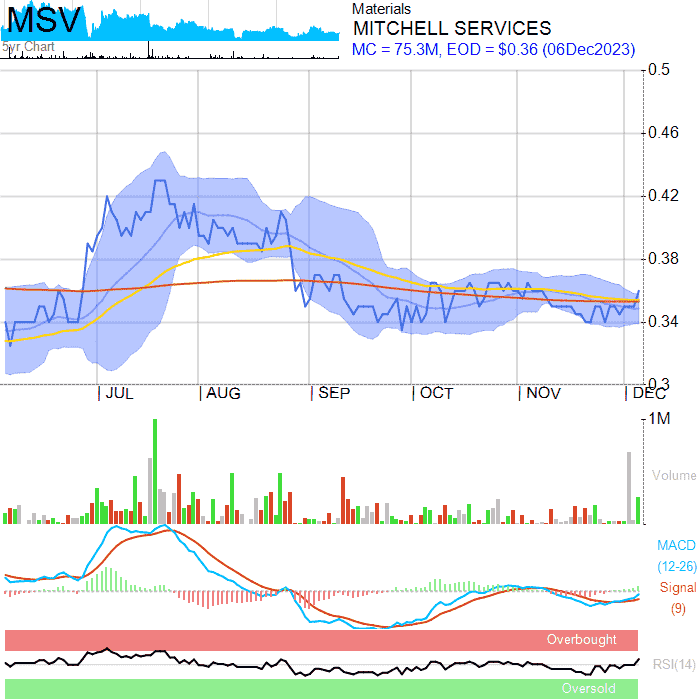 MSV
5yr Chart
Materials
MITCHELL SERVICES
MC = 75.3M, EOD = $0.36 (06Dec2023)
0.5
0.46
0.42
0.38
0.34
0.3
JUL AUG SEP OCT NOV DEC
1M
Volume
MACD
(12-26)
Signal
(9)
Overbought
RSI(14)
Oversold